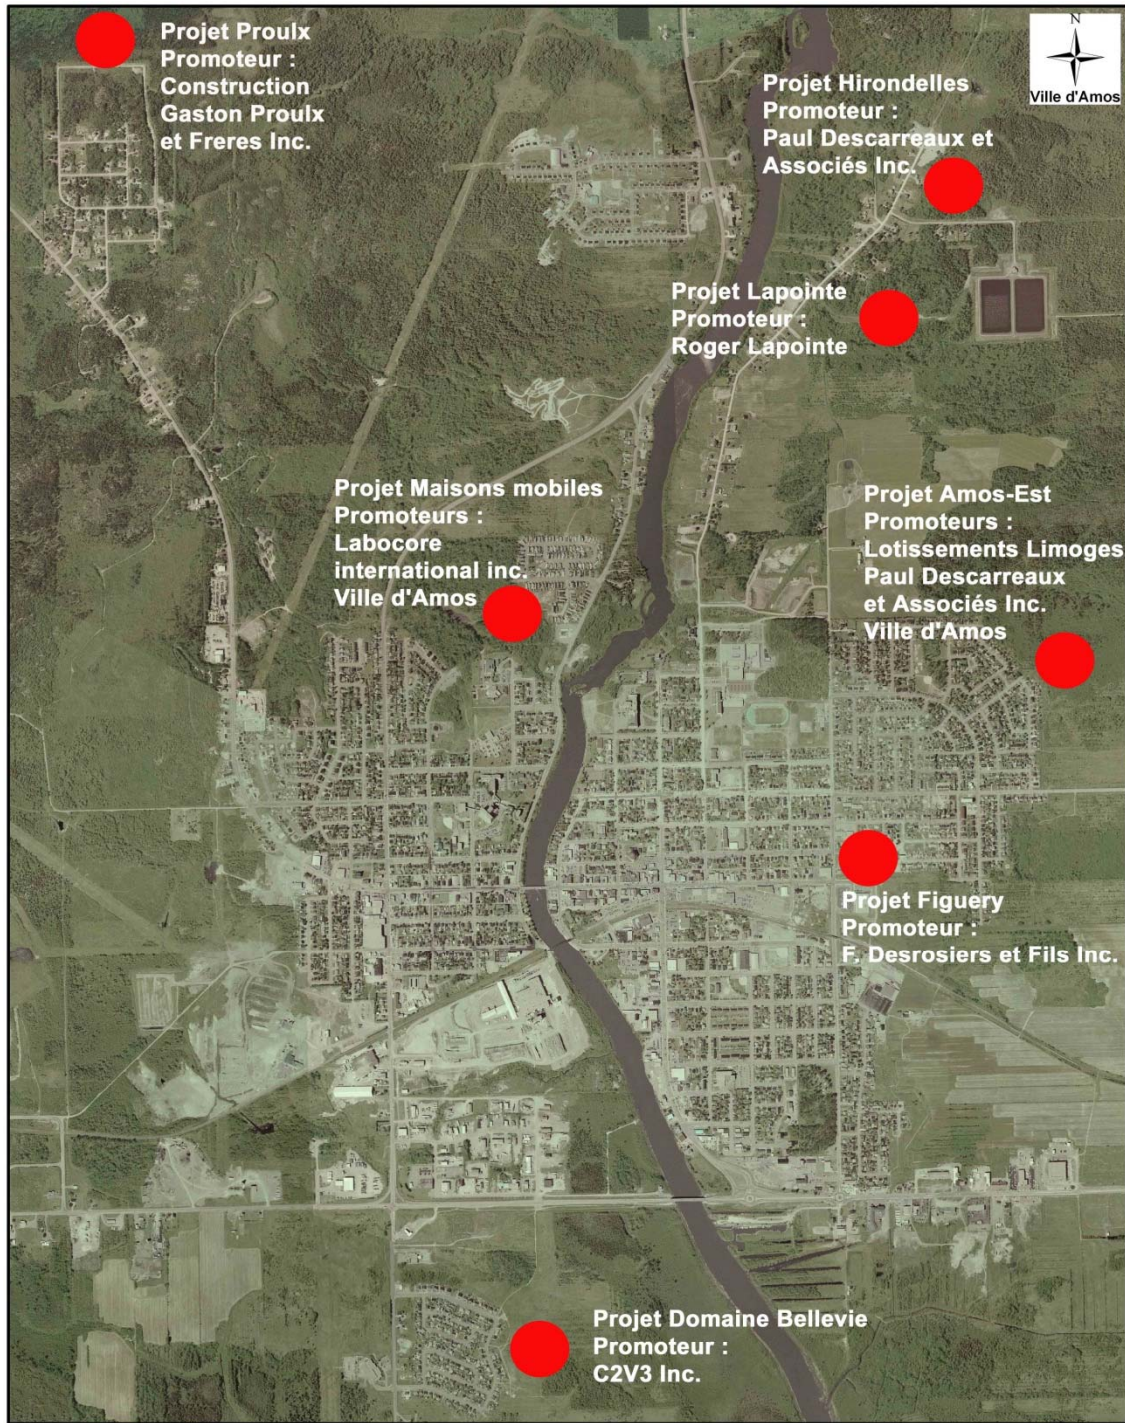 Projet Proulx
Promoteur :
Construction
Gaston Proulx
et Freres Inc.
N
Ville d'Amos
Projet Hirondelles
Promoteur :
Paul Descarreaux et
Associés Inc.
Projet Lapointe
Promoteur :
Roger Lapointe
Projet Maisons mobiles
Promoteurs :
Labocore
international inc.
Ville d'Amos
Projet Amos-Est
Promoteurs :
Lotissements Limoges
Paul Descarreaux
et Associés Inc.
Ville d'Amos
Projet Figuery
Promoteur :
F. Desrosiers et Fils Inc.
Projet Domaine Bellevie
Promoteur :
C2V3 Inc.